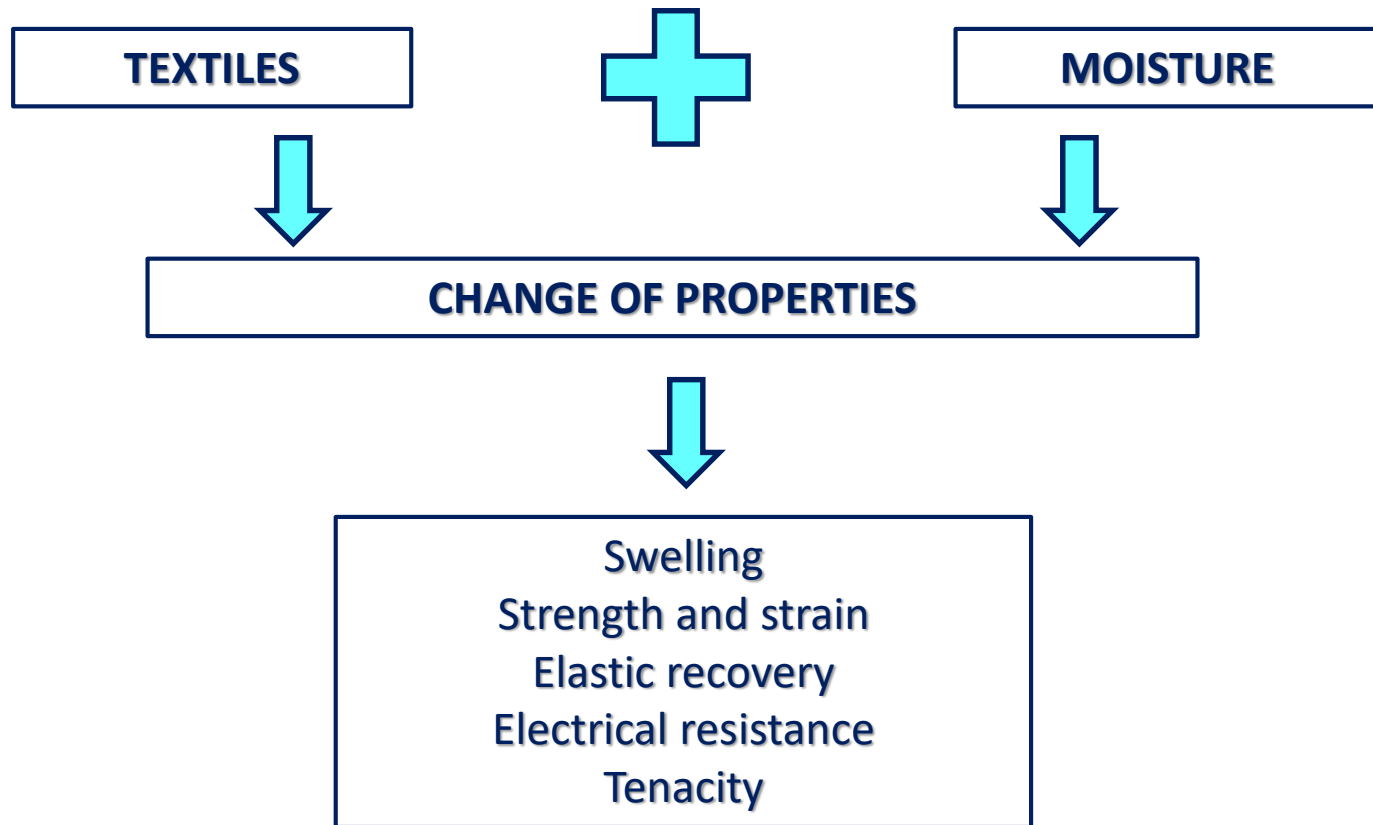 TEXTILES
MOISTURE
CHANGE OF PROPERTIES
Swelling
Strength and strain
Elastic recovery
Electrical resistance
Tenacity